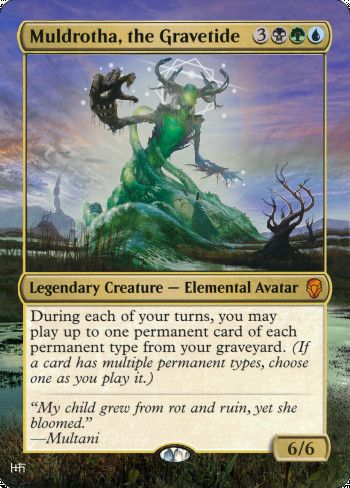 Muldrotha, the Gravetide 3
Legendary Creature — Elemental Avatar
During each of your turns, you may
play up to one permanent card of each
permanent type from your graveyard. (If
a card has multiple permanent types, choose
one as you play it.)
“My child grew from rot and ruin, yet she
bloomed.”
—Multani
6/6